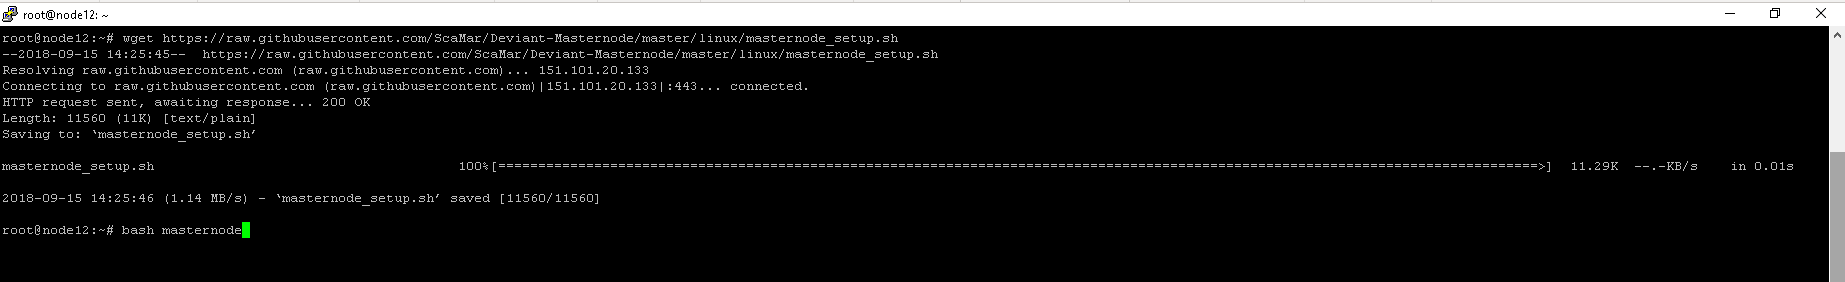 root@node12: ~
root@node12:~# wget https://raw.githubusercontent.com/ScaMar/Deviant-Masternode/master/linux/masternode_setup.sh
--2018-09-15 14:25:45--  https://raw.githubusercontent.com/ScaMar/Deviant-Masternode/master/linux/masternode_setup.sh
Resolving raw.githubusercontent.com (raw.githubusercontent.com)... 151.101.20.133
Connecting to raw.githubusercontent.com (raw.githubusercontent.com)|151.101.20.133|:443... connected.
HTTP request sent, awaiting response... 200 OK
Length: 11560 (11K) [text/plain]
Saving to: ‘masternode_setup.sh’
masternode_setup.sh 100%[==================================================================================================================================>] 11.29K --.-KB/s in 0.01s
2018-09-15 14:25:46 (1.14 MB/s) - ‘masternode_setup.sh’ saved [11560/11560]
root@node12:~# bash masternode